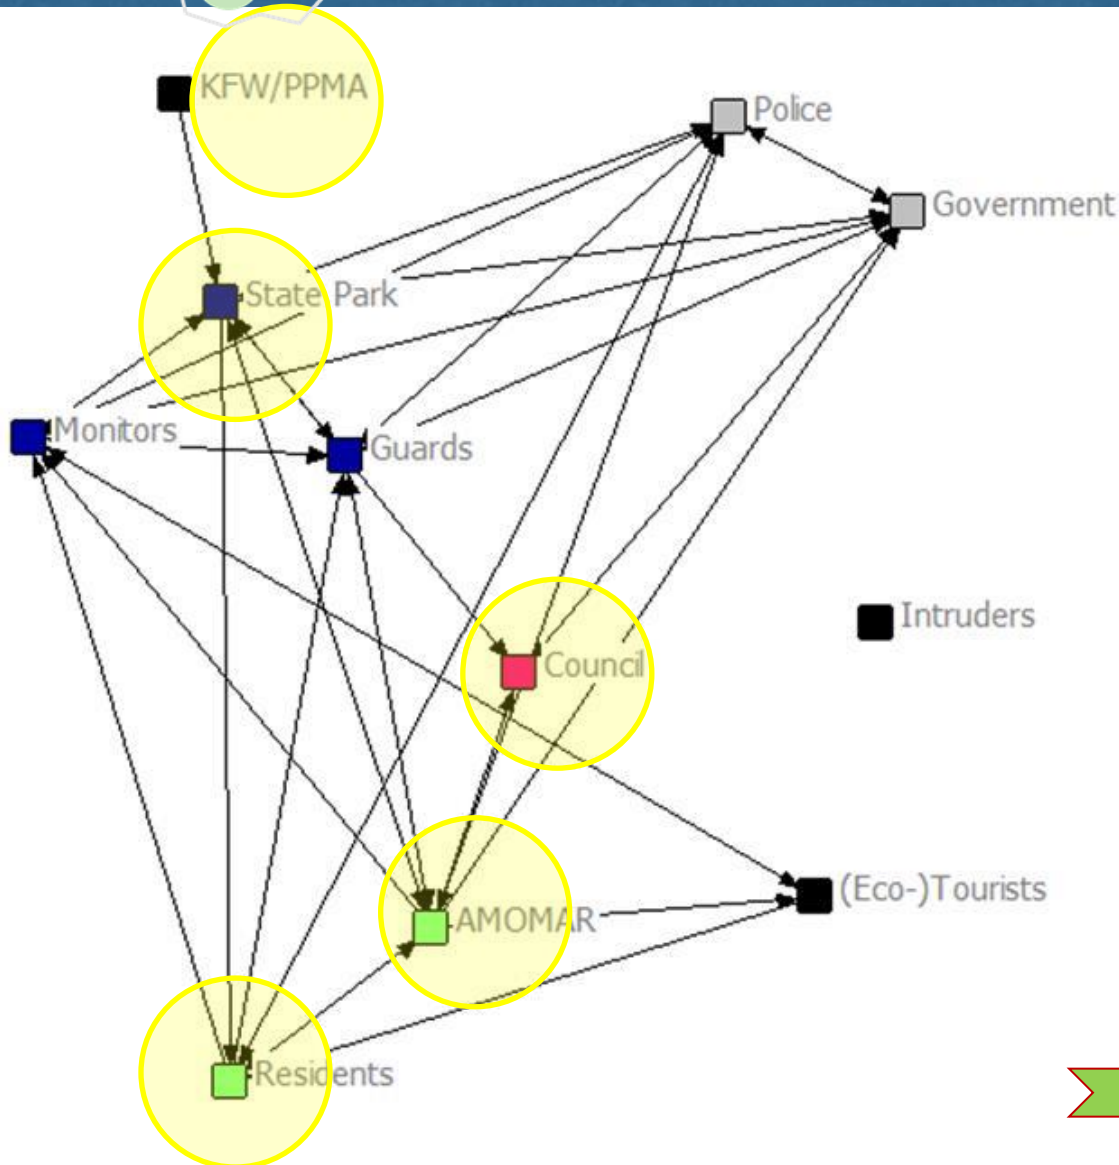 KFW/PPMA
Police
Government
State Park
Monitors
Guards
Intruders
Council
(Eco-)Tourists
AMOMAR
Residents